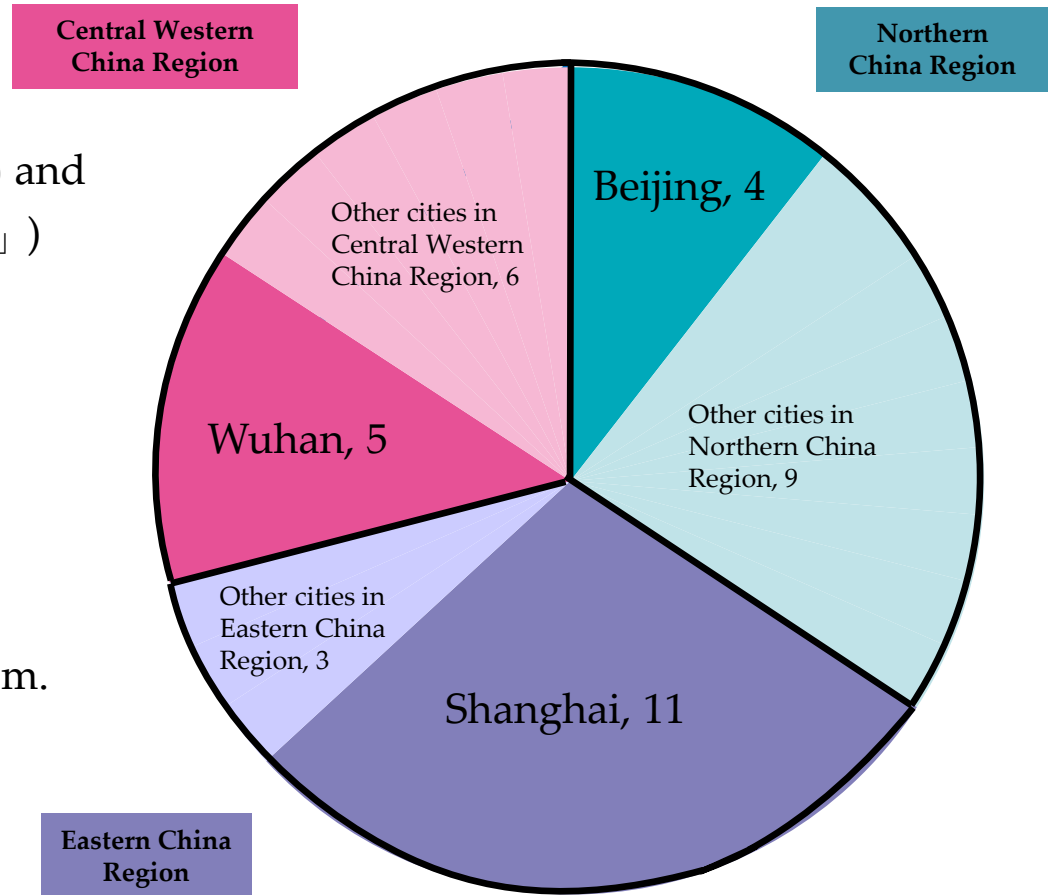 Central Western
China Region
Northern
China Region
and
」)
Beijing, 4
Other cities in
Central Western
China Region, 6
Other cities in
Northern China
Region, 9
Wuhan, 5
Other cities in
Eastern China
Region, 3
m.
Shanghai, 11
Eastern China
Region